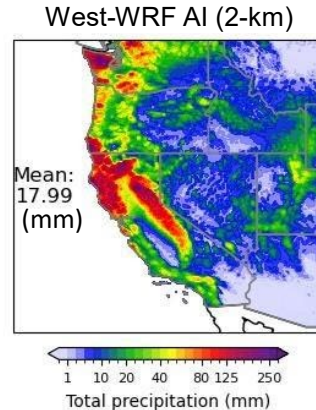 West-WRF AI (2-km)
Mean:
17.99
(mm)
1 10 20 40 80 125 250
Total precipitation (mm)